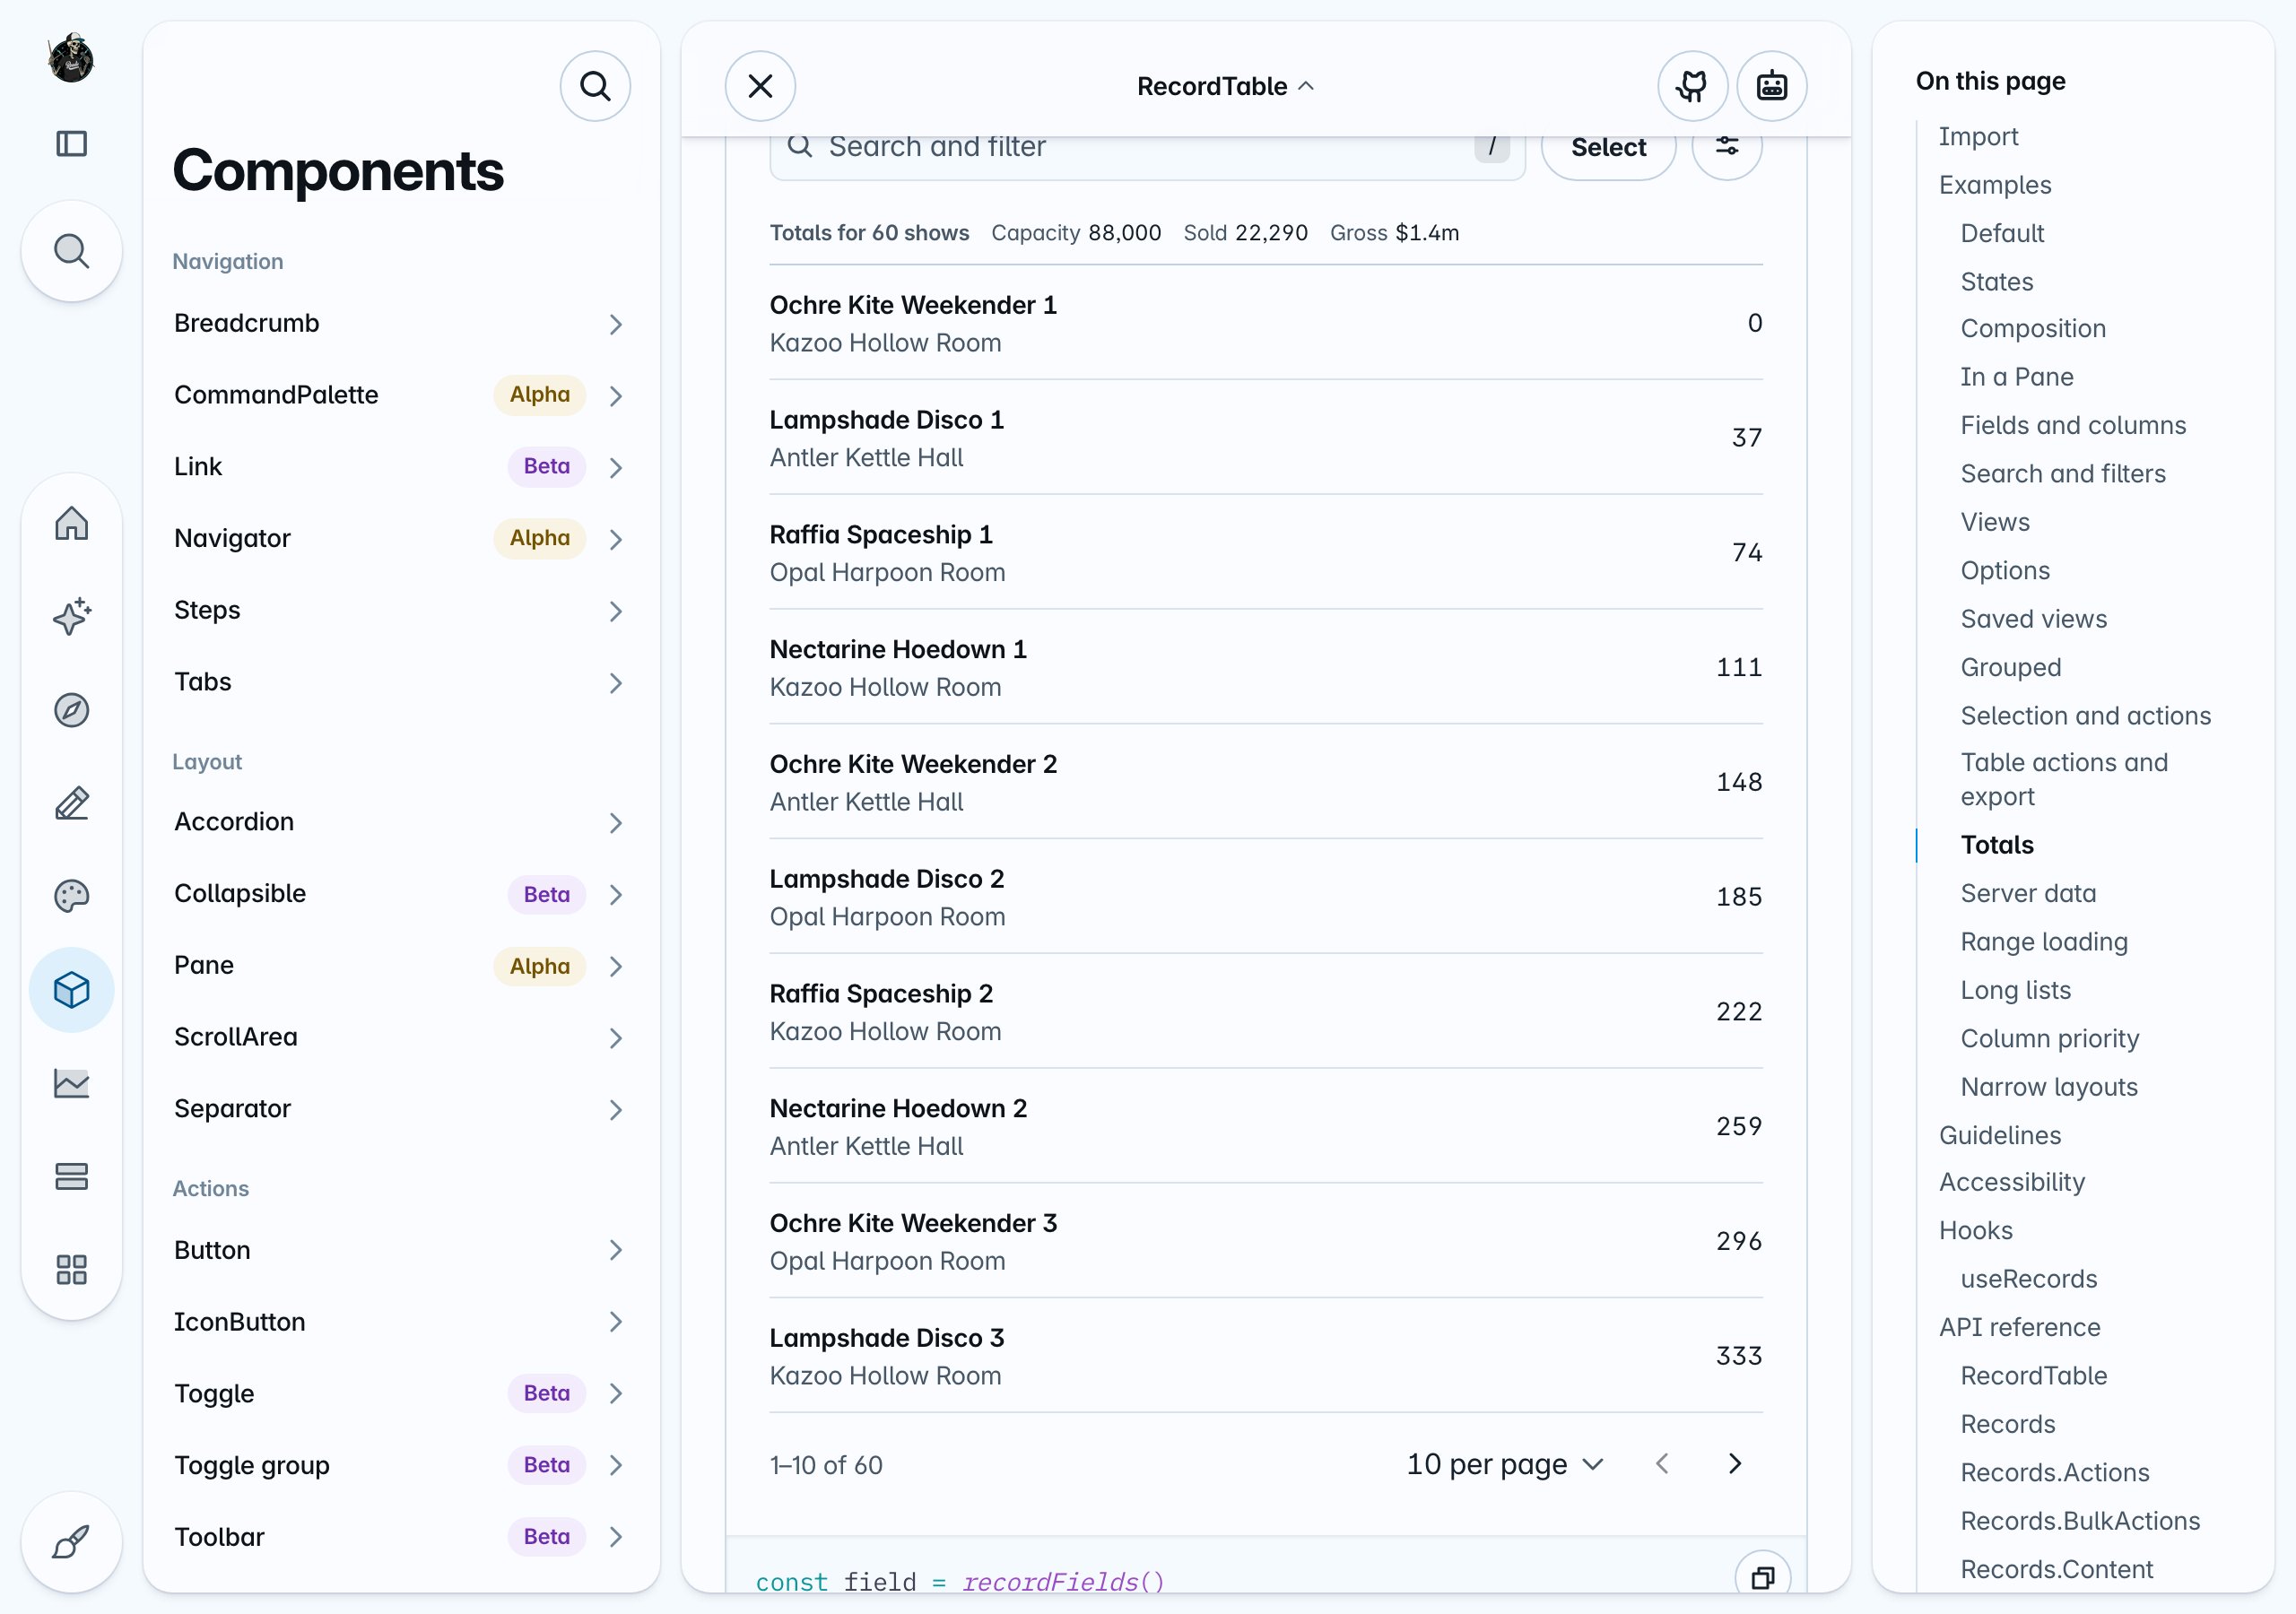 Components
Navigation
Breadcrumb
CommandPalette Alpha
Link Beta
Navigator Alpha
Steps
Tabs
Layout
Accordion
Collapsible Beta
Pane Alpha
ScrollArea
Separator
Actions
Button
IconButton
Toggle Beta
Toggle group Beta
Toolbar Beta
RecordTable
Search and filter / Select
Totals for 60 shows Capacity 88,000 Sold 22,290 Gross $1.4m
Ochre Kite Weekender 1
Kazoo Hollow Room
0
Lampshade Disco 1
Antler Kettle Hall
37
Raffia Spaceship 1
Opal Harpoon Room
74
Nectarine Hoedown 1
Kazoo Hollow Room
111
Ochre Kite Weekender 2
Antler Kettle Hall
148
Lampshade Disco 2
Opal Harpoon Room
185
Raffia Spaceship 2
Kazoo Hollow Room
222
Nectarine Hoedown 2
Antler Kettle Hall
259
Ochre Kite Weekender 3
Opal Harpoon Room
296
Lampshade Disco 3
Kazoo Hollow Room
333
1–10 of 60 10 per page
const field = recordFields()
On this page
Import
Examples
Default
States
Composition
In a Pane
Fields and columns
Search and filters
Views
Options
Saved views
Grouped
Selection and actions
Table actions and
export
Totals
Server data
Range loading
Long lists
Column priority
Narrow layouts
Guidelines
Accessibility
Hooks
useRecords
API reference
RecordTable
Records
Records.Actions
Records.BulkActions
Records.Content